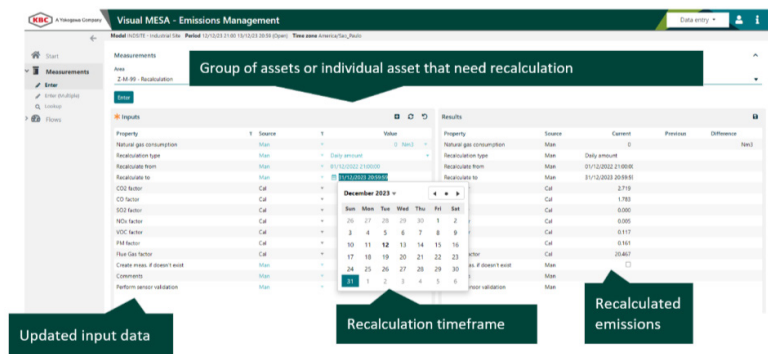 KBC A Yokogawa Company
Visual MESA - Emissions Management
Data entry
Model INDSITE - Industrial Site Period 12/12/23 21:00 13/12/23 20:59 (Open) Time zone America/Sao_Paulo
Start
Measurements
Enter
Enter (Multiple)
Lookup
Flows
Measurements
Area
Z-M-99 - Recalculation
Enter
Group of assets or individual asset that need recalculation
Inputs
Property Source Value
Natural gas consumption Man 0 Nm3
Recalculation type Man Daily amount
Recalculate from Man 01/12/2022 21:00:00
Recalculate to Man 31/12/2023 20:59:59
CO2 factor Cal
CO factor Cal
SO2 factor Cal
NOx factor Cal
VOC factor Cal
PM factor Cal
Flue Gas factor Cal
Create meas. if doesn't exist Man
Comments Man
Perform sensor validation Man
December 2023
Sun Mon Tue Wed Thu Fri Sat
26 27 28 29 30 1 2
3 4 5 6 7 8 9
10 11 12 13 14 15 16
17 18 19 20 21 22 23
24 25 26 27 28 29 30
31 1 2 3 4 5 6
Results
Property Source Current Previous Difference
Natural gas consumption Man 0 Nm3
Recalculation type Man Daily amount
Recalculate from Man 01/12/2022 21:00:00
Recalculate to Man 31/12/2023 20:59:59
Cal 2.719
Cal 1.783
Cal 0.000
Cal 0.005
Cal 0.117
Cal 0.161
factor Cal 20.467
eas. if doesn't exist Man
Man
ensor validation Man
Updated input data
Recalculation timeframe
Recalculated
emissions